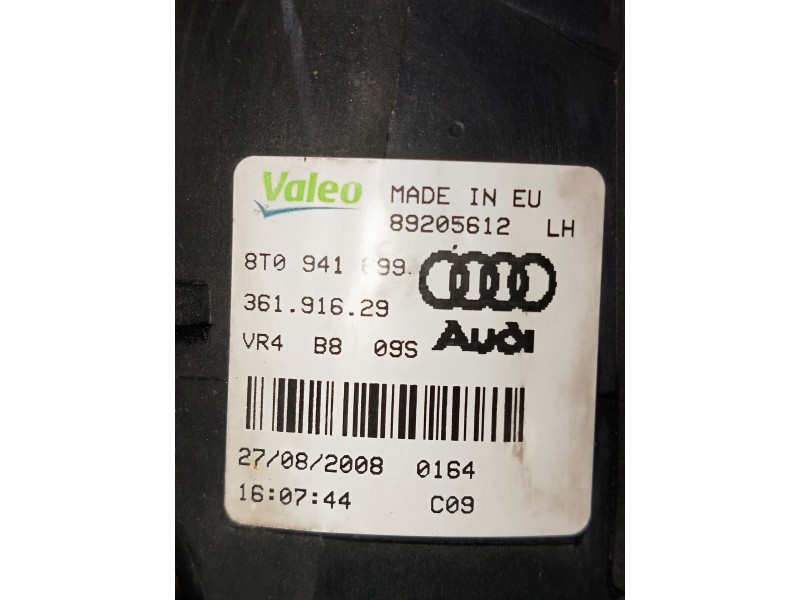 Valeo MADE IN EU
89205612 LH
8T0 941 699
361.916.29
VR4 B8 09S Audi
27/08/2008 0164
16:07:44 C09